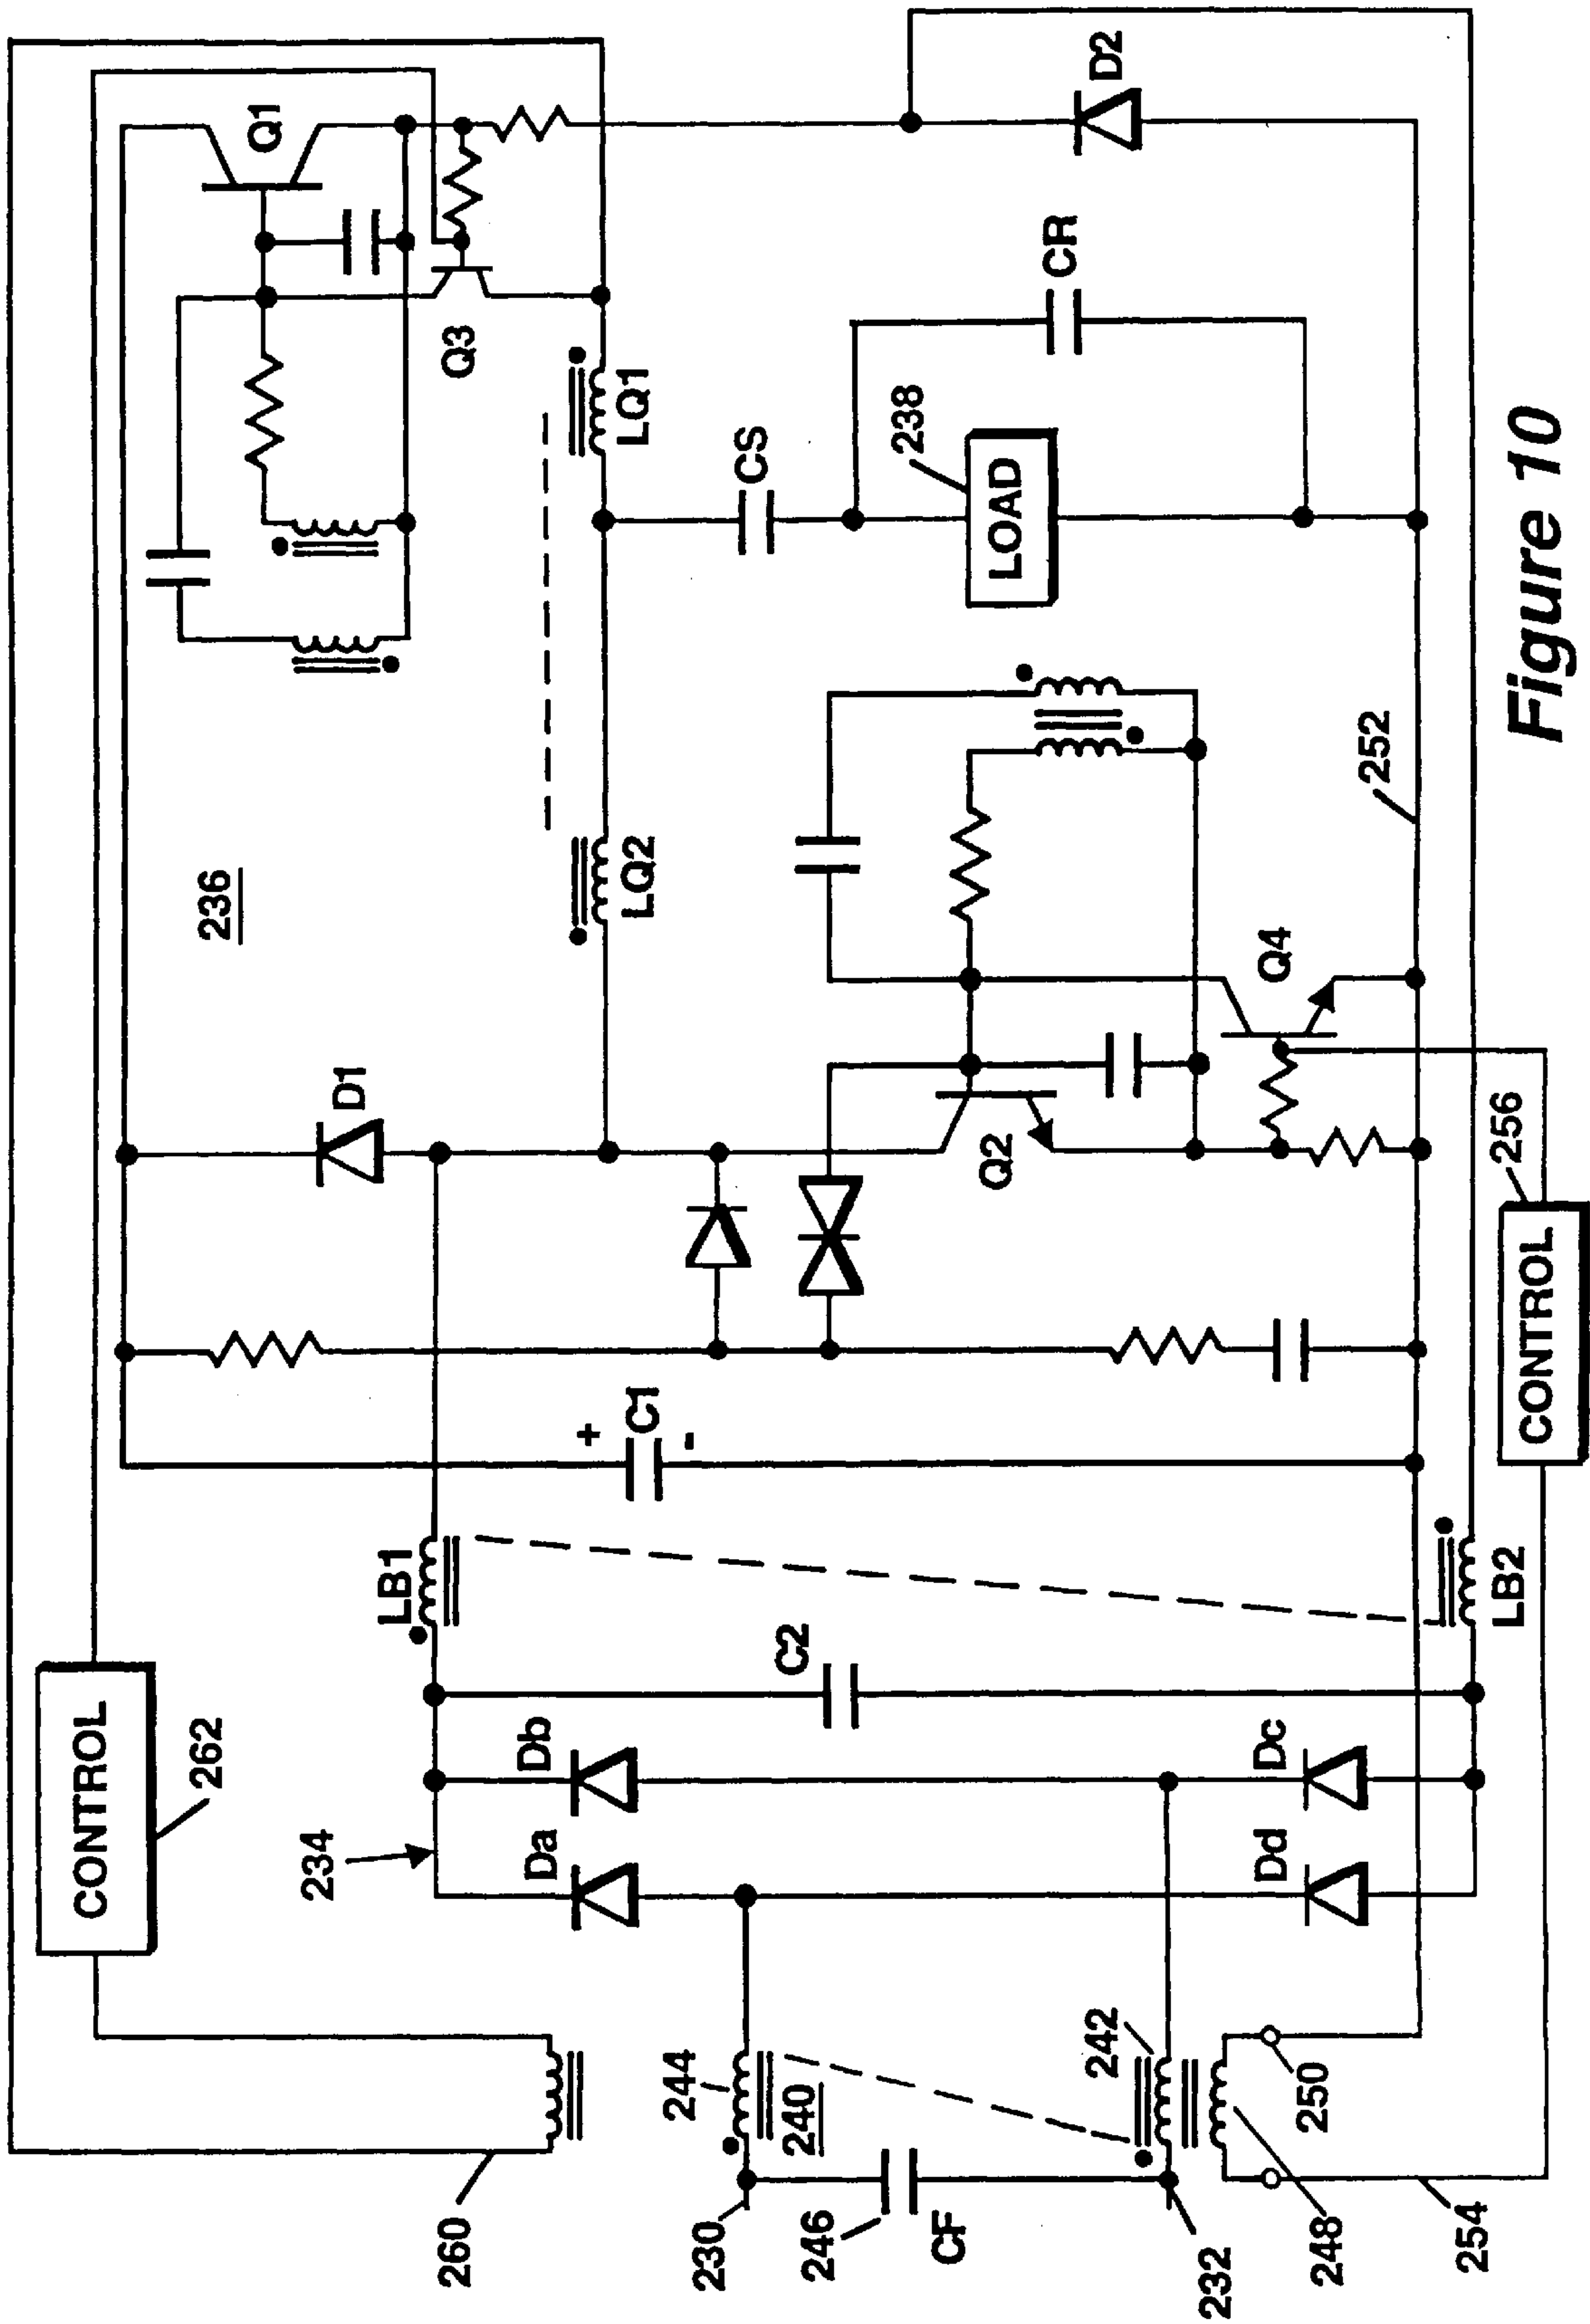 CONTROL
262
260
234
Da
Db
Dc
Dd
244
240
242
230
246
CF
232
248
250
254
C2
LB1
LB2
+
C1
-
CONTROL
256
D1
236
Q2
Q4
252
LQ2
LQ1
Q3
Q1
CS
238
LOAD
CR
D2
Figure 10